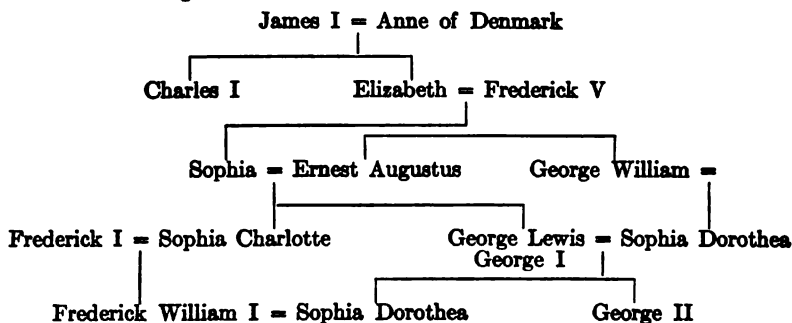 James I = Anne of Denmark
Charles I Elizabeth = Frederick V
Sophia = Ernest Augustus George William =
Frederick I = Sophia Charlotte George Lewis = Sophia Dorothea
George I
Frederick William I = Sophia Dorothea George II